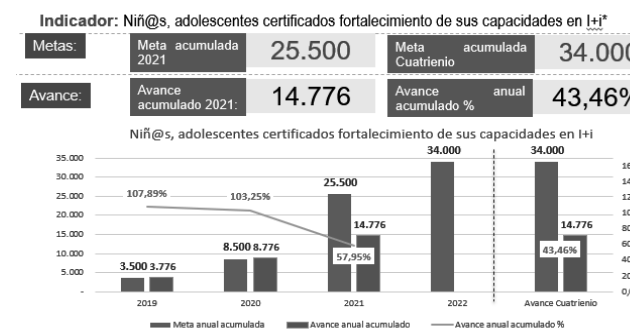 Indicador: Niñ@s, adolescentes certificados fortalecimiento de sus capacidades en I+i*
Metas:
Meta acumulada 2021
25.500
Meta acumulada Cuatrienio
34.000
Avance:
Avance acumulado 2021:
14.776
Avance anual acumulado %
43,46%
Niñ@s, adolescentes certificados fortalecimiento de sus capacidades en I+i
35.000
30.000
25.000
20.000
15.000
10.000
5.000
-
107,89%
103,25%
57,95%
43,46%
3.500 3.776
8.500 8.776
25.500
14.776
34.000
34.000
14.776
2019 2020 2021 2022 Avance Cuatrienio
Meta anual acumulada Avance anual acumulado Avance anual acumulado %